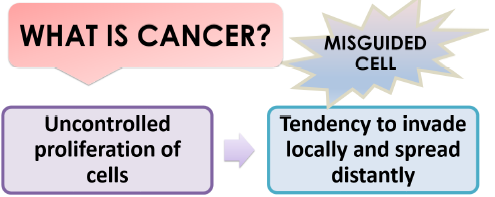 WHAT IS CANCER?
MISGUIDED
CELL
Uncontrolled
proliferation of
cells
Tendency to invade
locally and spread
distantly